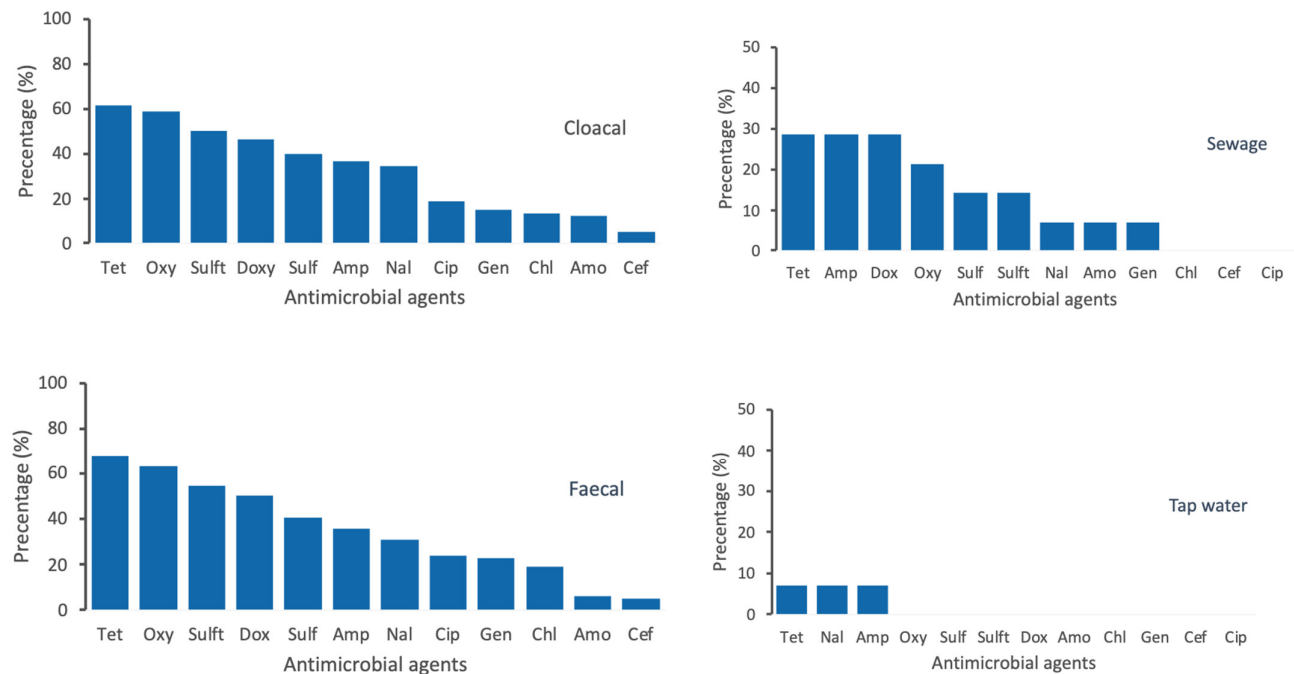 100
80
60
40
20
0
Precentage (%)
Cloacal
Tet Oxy Sulft Doxy Sulf Amp Nal Cip Gen Chl Amo Cef
Antimicrobial agents
50
40
30
20
10
0
Precentage (%)
Sewage
Tet Amp Dox Oxy Sulf Sulft Nal Amo Gen Chl Cef Cip
Antimicrobial agents
100
80
60
40
20
0
Precentage (%)
Faecal
Tet Oxy Sulft Dox Sulf Amp Nal Cip Gen Chl Amo Cef
Antimicrobial agents
50
40
30
20
10
0
Precentage (%)
Tap water
Tet Nal Amp Oxy Sulf Sulft Dox Amo Chl Gen Cef Cip
Antimicrobial agents